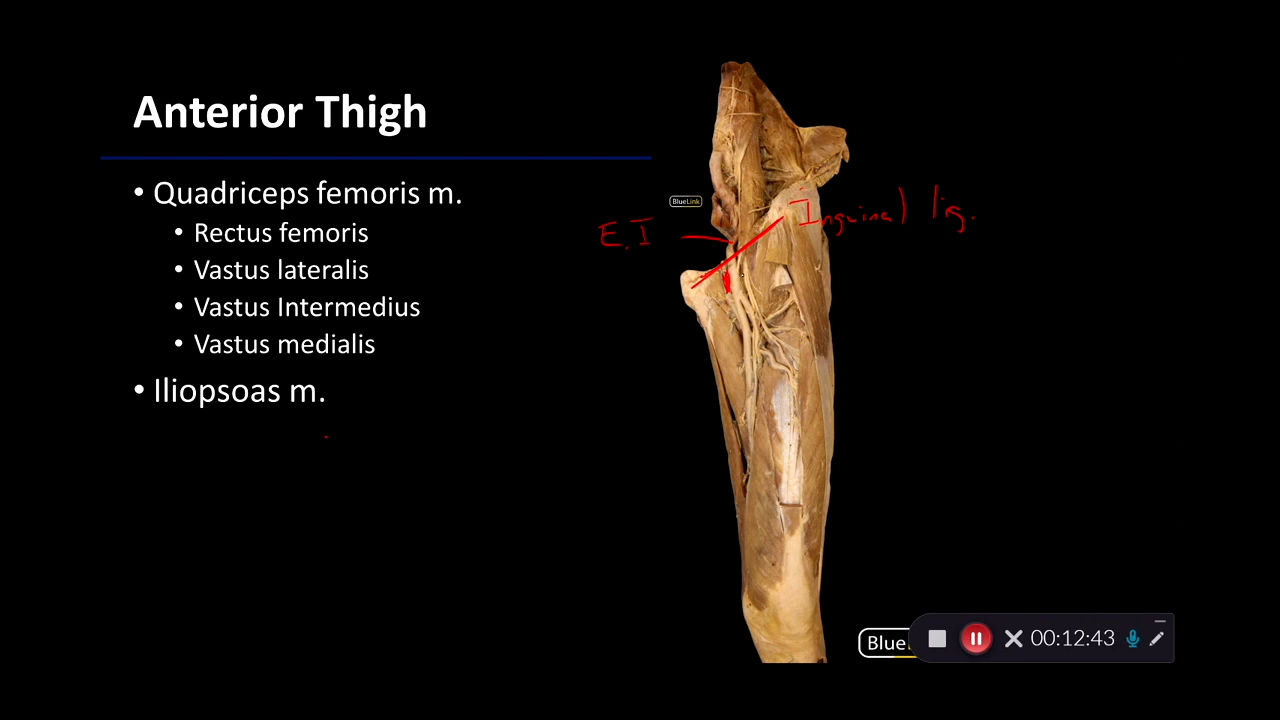 Anterior Thigh
• Quadriceps femoris m.
• Rectus femoris
• Vastus lateralis
• Vastus Intermedius
• Vastus medialis
• Iliopsoas m.
BlueLink
Inguinal lig.
E.I
Blue
00:12:43